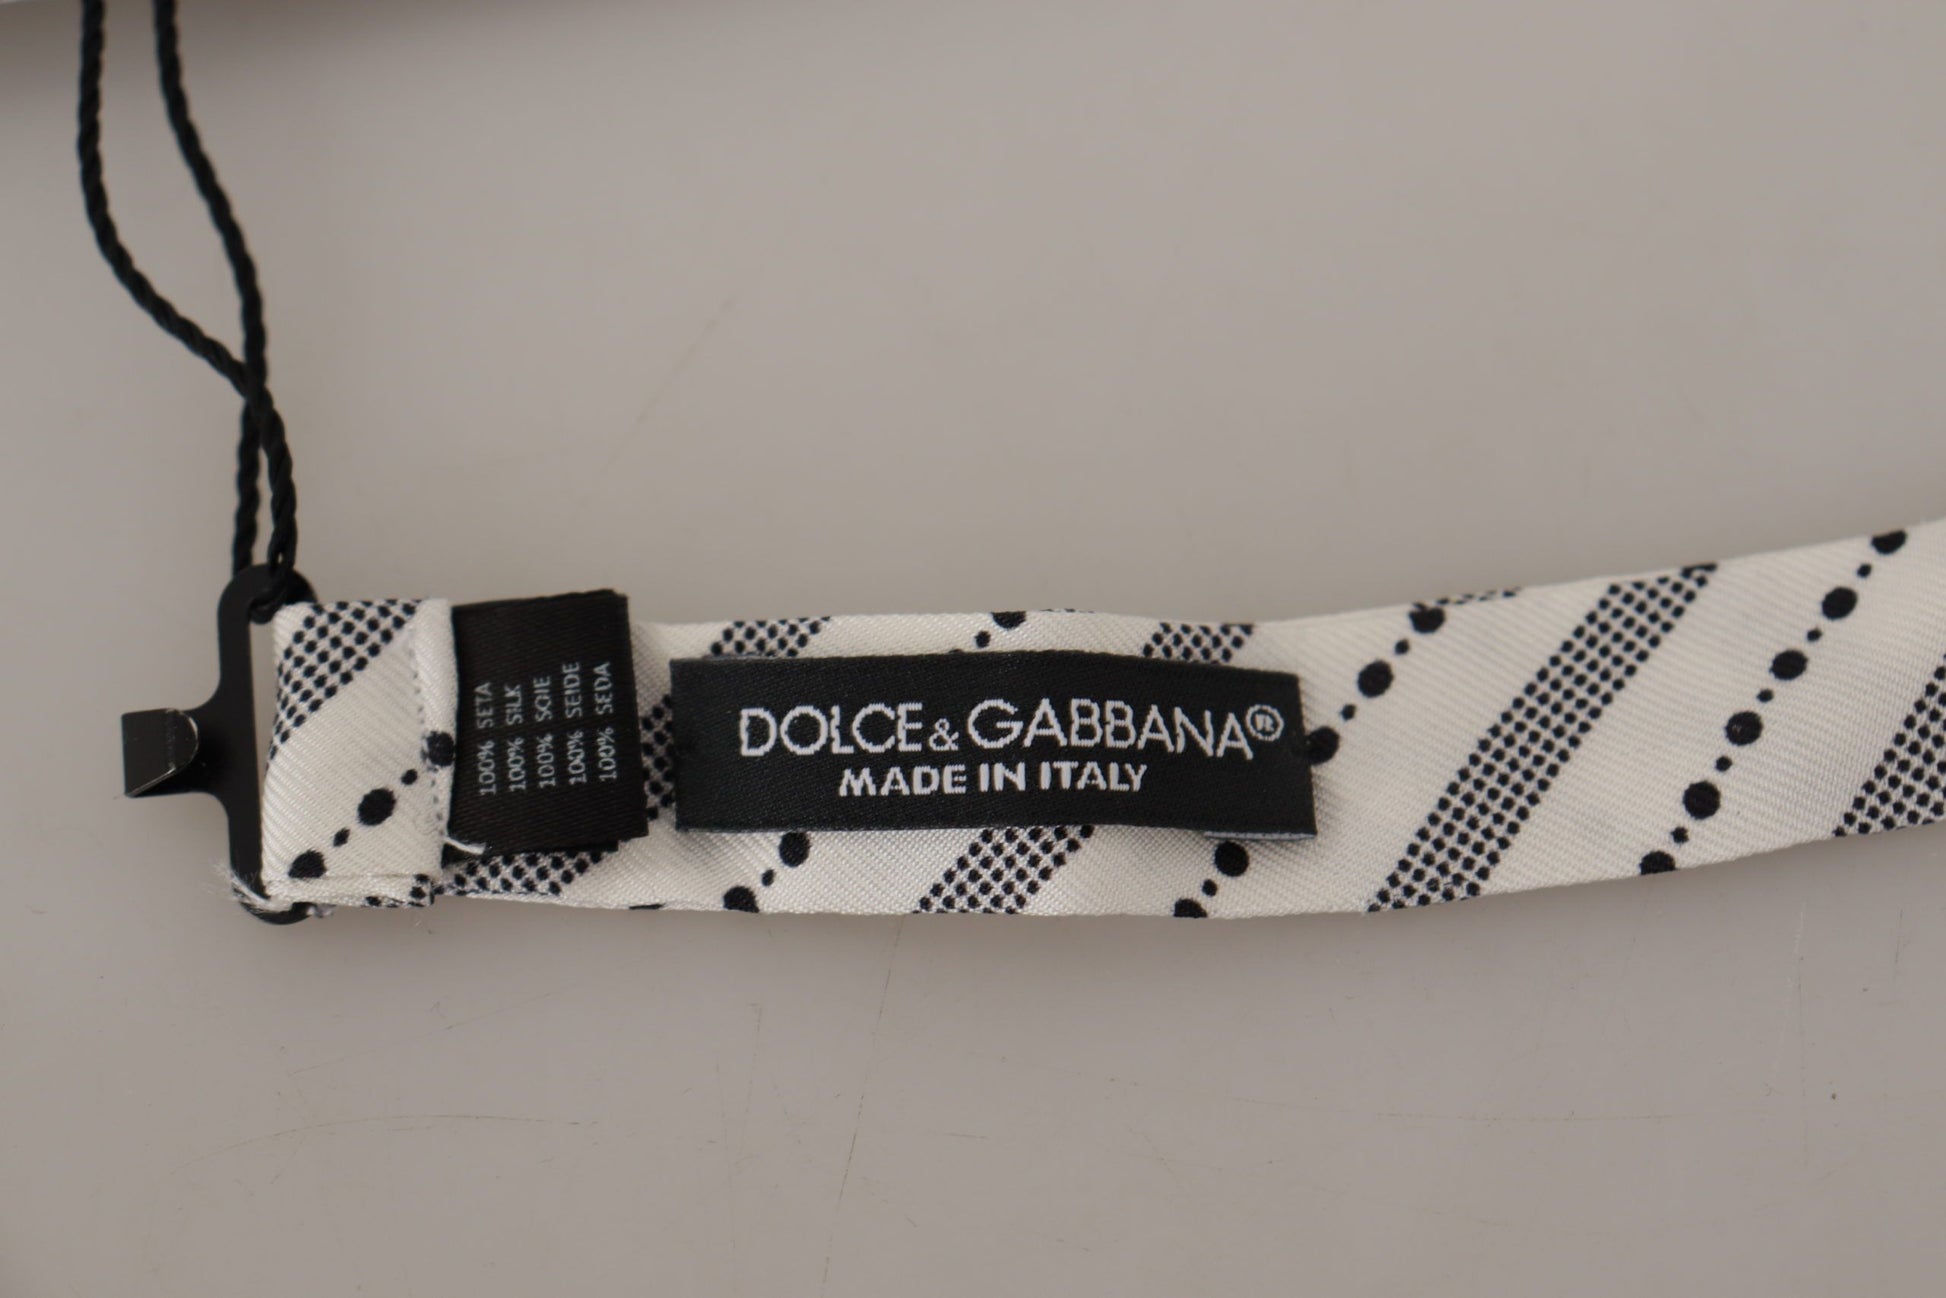 100% SETA
100% SILK
100% SOIE
100% SEIDE
100% SEDA
DOLCE&GABBANA®
MADE IN ITALY